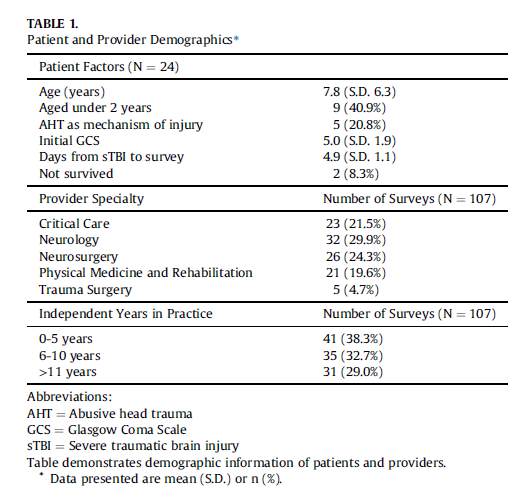 TABLE 1.
Patient and Provider Demographics*
Patient Factors (N = 24)
Age (years) 7.8 (S.D. 6.3)
Aged under 2 years 9 (40.9%)
AHT as mechanism of injury 5 (20.8%)
Initial GCS 5.0 (S.D. 1.9)
Days from sTBI to survey 4.9 (S.D. 1.1)
Not survived 2 (8.3%)
Provider Specialty Number of Surveys (N = 107)
Critical Care 23 (21.5%)
Neurology 32 (29.9%)
Neurosurgery 26 (24.3%)
Physical Medicine and Rehabilitation 21 (19.6%)
Trauma Surgery 5 (4.7%)
Independent Years in Practice Number of Surveys (N = 107)
0-5 years 41 (38.3%)
6-10 years 35 (32.7%)
>11 years 31 (29.0%)
Abbreviations:
AHT = Abusive head trauma
GCS = Glasgow Coma Scale
sTBI = Severe traumatic brain injury
Table demonstrates demographic information of patients and providers.
* Data presented are mean (S.D.) or n (%).